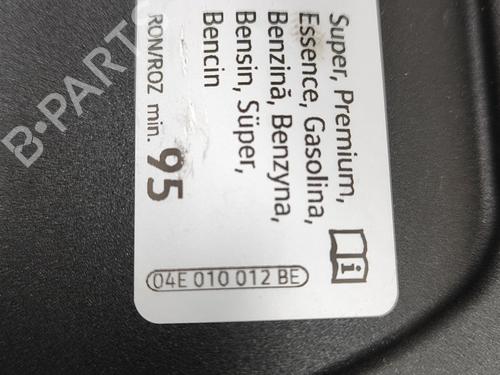 Super, Premium,
Essence, Gasolina,
Benzină, Benzyna,
Bensin, Süper,
Bencin
RON/ROZ min. 95
04E 010 012 BE
B-PARTS